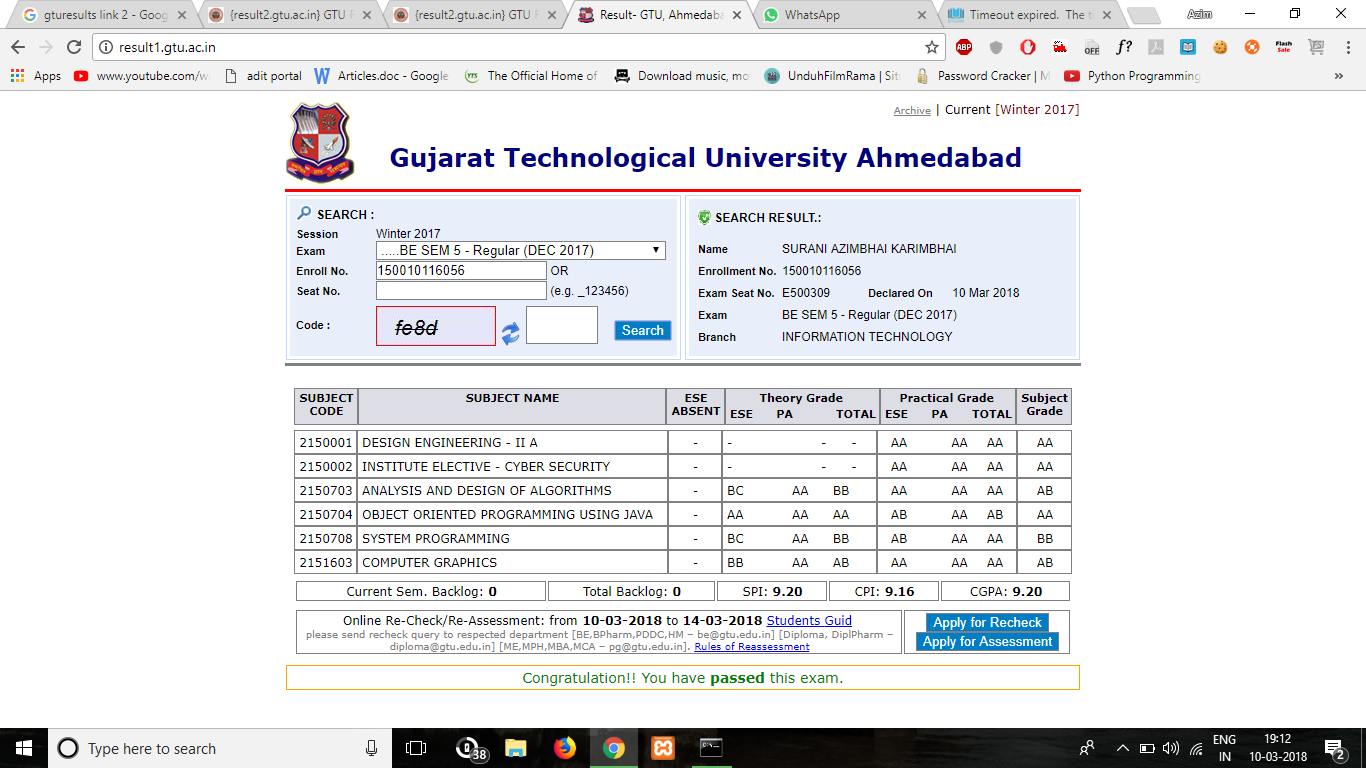 gturesults link 2 - Goog
{result2.gtu.ac.in} GTU R
{result2.gtu.ac.in} GTU R
Result- GTU, Ahmedaba
WhatsApp
Timeout expired. The t
Azim
result1.gtu.ac.in
ABP
OFF
f?
Flash Sale
Apps
www.youtube.com/w
adit portal
Articles.doc - Google
The Official Home of
Download music, mo
UnduhFilmRama | Sit
Password Cracker | M
Python Programming
»
Archive | Current [Winter 2017]
Gujarat Technological University Ahmedabad
SEARCH :
Session Winter 2017
Exam .....BE SEM 5 - Regular (DEC 2017)
Enroll No. 150010116056 OR
Seat No. (e.g. _123456)
Code : fe8d Search
SEARCH RESULT.:
Name SURANI AZIMBHAI KARIMBHAI
Enrollment No. 150010116056
Exam Seat No. E500309 Declared On 10 Mar 2018
Exam BE SEM 5 - Regular (DEC 2017)
Branch INFORMATION TECHNOLOGY
SUBJECT CODE SUBJECT NAME ESE ABSENT Theory Grade Practical Grade Subject Grade
ESE PA TOTAL ESE PA TOTAL
2150001 DESIGN ENGINEERING - II A - - - - AA AA AA AA
2150002 INSTITUTE ELECTIVE - CYBER SECURITY - - - - AA AA AA AA
2150703 ANALYSIS AND DESIGN OF ALGORITHMS - BC AA BB AA AA AA AB
2150704 OBJECT ORIENTED PROGRAMMING USING JAVA - AA AA AA AB AA AB AA
2150708 SYSTEM PROGRAMMING - BC AA BB AB AA AA BB
2151603 COMPUTER GRAPHICS - BB AA AB AA AA AA AB
Current Sem. Backlog: 0 Total Backlog: 0 SPI: 9.20 CPI: 9.16 CGPA: 9.20
Online Re-Check/Re-Assessment: from 10-03-2018 to 14-03-2018 Students Guid
please send recheck query to respected department [BE,BPharm,PDDC,HM – be@gtu.edu.in] [Diploma, DiplPharm –
diploma@gtu.edu.in] [ME,MPH,MBA,MCA – pg@gtu.edu.in]. Rules of Reassessment
Apply for Recheck
Apply for Assessment
Congratulation!! You have passed this exam.
Type here to search
38
ENG
IN
19:12
10-03-2018
2